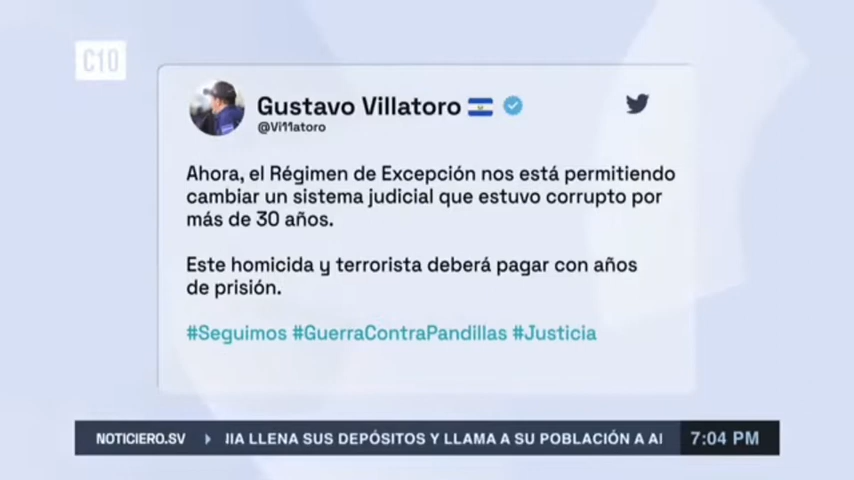 C10
Gustavo Villatoro
@Vi11atoro
Ahora, el Régimen de Excepción nos está permitiendo
cambiar un sistema judicial que estuvo corrupto por
más de 30 años.
Este homicida y terrorista deberá pagar con años
de prisión.
#Seguimos #GuerraContraPandillas #Justicia
NOTICIERO.SV LLENA SUS DEPÓSITOS Y LLAMA A SU POBLACIÓN A 7:04 PM